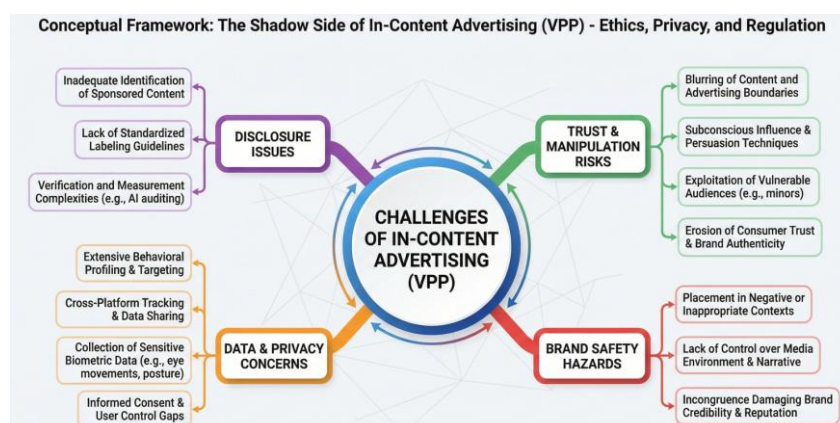 Conceptual Framework: The Shadow Side of In-Content Advertising (VPP) - Ethics, Privacy, and Regulation
Inadequate Identification
of Sponsored Content
Lack of Standardized
Labeling Guidelines
Verification and Measurement
Complexities (e.g., AI auditing)
DISCLOSURE
ISSUES
Extensive Behavioral
Profiling & Targeting
Cross-Platform Tracking
& Data Sharing
Collection of Sensitive
Biometric Data (e.g., eye
movements, posture)
Informed Consent &
User Control Gaps
DATA & PRIVACY
CONCERNS
CHALLENGES
OF IN-CONTENT
ADVERTISING
(VPP)
TRUST &
MANIPULATION
RISKS
Blurring of Content and
Advertising Boundaries
Subconscious Influence &
Persuasion Techniques
Exploitation of Vulnerable
Audiences (e.g., minors)
Erosion of Consumer Trust
& Brand Authenticity
BRAND SAFETY
HAZARDS
Placement in Negative or
Inappropriate Contexts
Lack of Control over Media
Environment & Narrative
Incongruence Damaging Brand
Credibility & Reputation